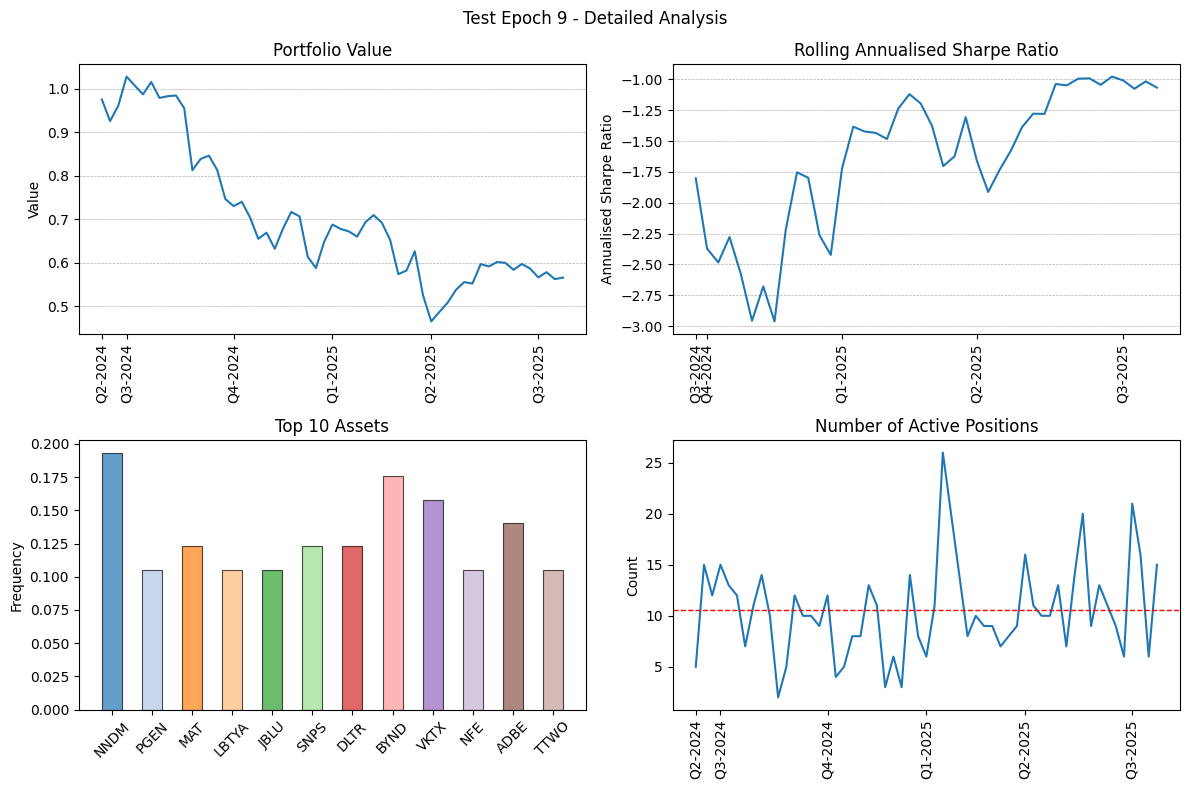 Test Epoch 9 - Detailed Analysis
Portfolio Value
Value
1.0
0.9
0.8
0.7
0.6
0.5
Q2-2024
Q3-2024
Q4-2024
Q1-2025
Q2-2025
Q3-2025
Rolling Annualised Sharpe Ratio
Annualised Sharpe Ratio
−1.00
−1.25
−1.50
−1.75
−2.00
−2.25
−2.50
−2.75
−3.00
Q3-2024
Q4-2024
Q1-2025
Q2-2025
Q3-2025
Top 10 Assets
Frequency
0.200
0.175
0.150
0.125
0.100
0.075
0.050
0.025
0.000
NNDM
PGEN
MAT
LBTYA
JBLU
SNPS
DLTR
BYND
VKTX
NFE
ADBE
TTWO
Number of Active Positions
Count
25
20
15
10
5
Q2-2024
Q3-2024
Q4-2024
Q1-2025
Q2-2025
Q3-2025